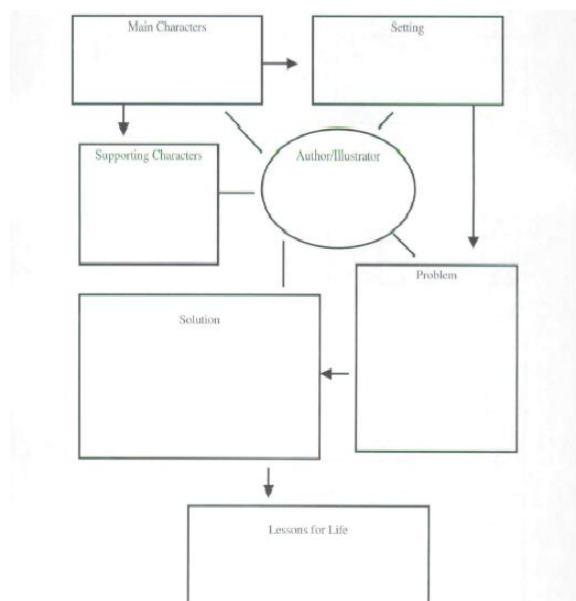 Main Characters
Setting
Supporting Characters
Author/Illustrator
Problem
Solution
Lessons for Life